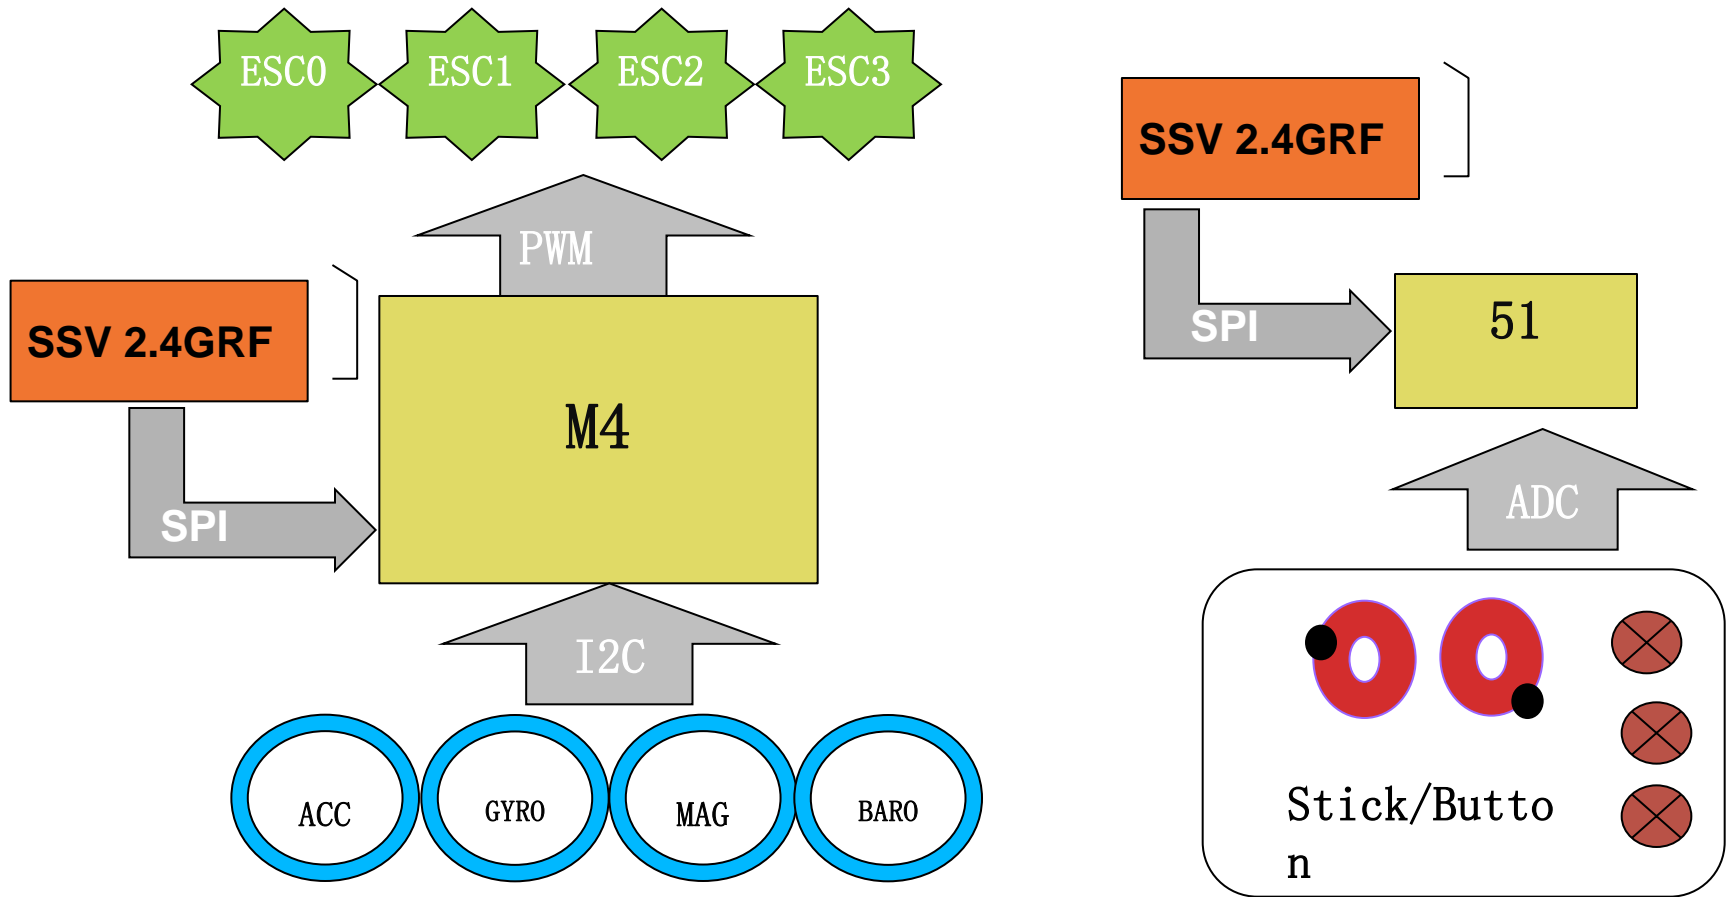 ESC0
ESC1
ESC2
ESC3
PWM
SSV 2.4GRF
M4
SPI
I2C
ACC
GYRO
MAG
BARO
SSV 2.4GRF
SPI
51
ADC
Stick/Butto
n